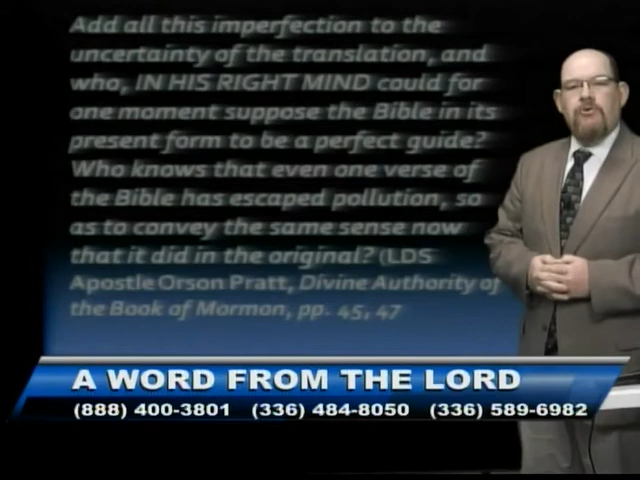 Add all this imperfection to the
uncertainty of the translation, and
who, IN HIS RIGHT MIND could for
one moment suppose the Bible in its
present form to be a perfect guide?
Who knows that even one verse of
the Bible has escaped pollution, so
as to convey the same sense now
that it did in the original? (LDS
Apostle Orson Pratt, Divine Authority of
the Book of Mormon, pp. 45, 47
A WORD FROM THE LORD
(888) 400-3801 (336) 484-8050 (336) 589-6982